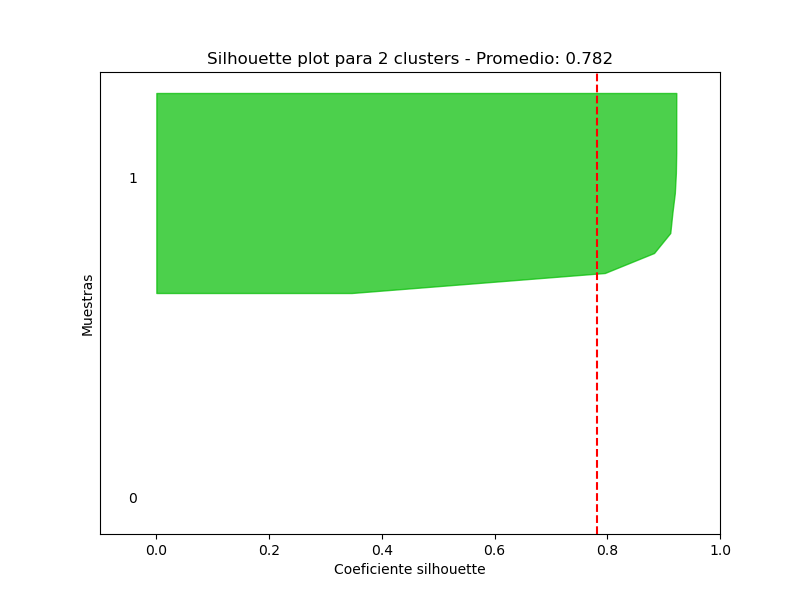 Silhouette plot para 2 clusters - Promedio: 0.782
1
Muestras
0
0.0 0.2 0.4 0.6 0.8 1.0
Coeficiente silhouette